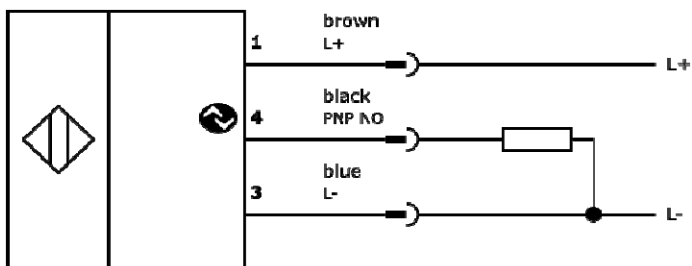 brown
1 L+
L+
black
4 PNP NO
blue
3 L-
L-